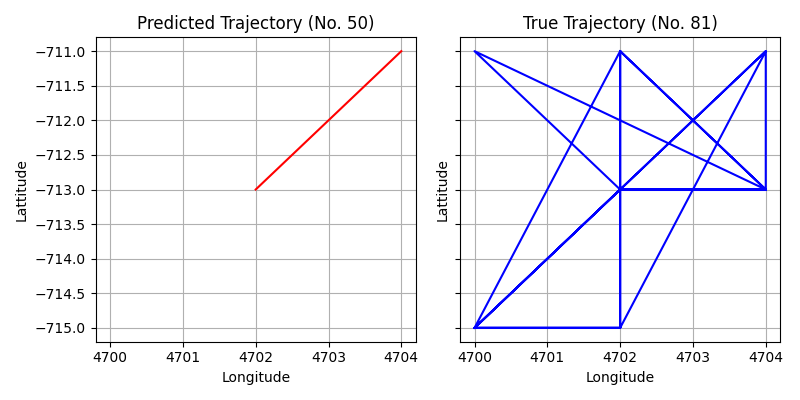 Predicted Trajectory (No. 50)
True Trajectory (No. 81)
Lattitude
−711.0
−711.5
−712.0
−712.5
−713.0
−713.5
−714.0
−714.5
−715.0
4700 4701 4702 4703 4704
Longitude
Lattitude
4700 4701 4702 4703 4704
Longitude